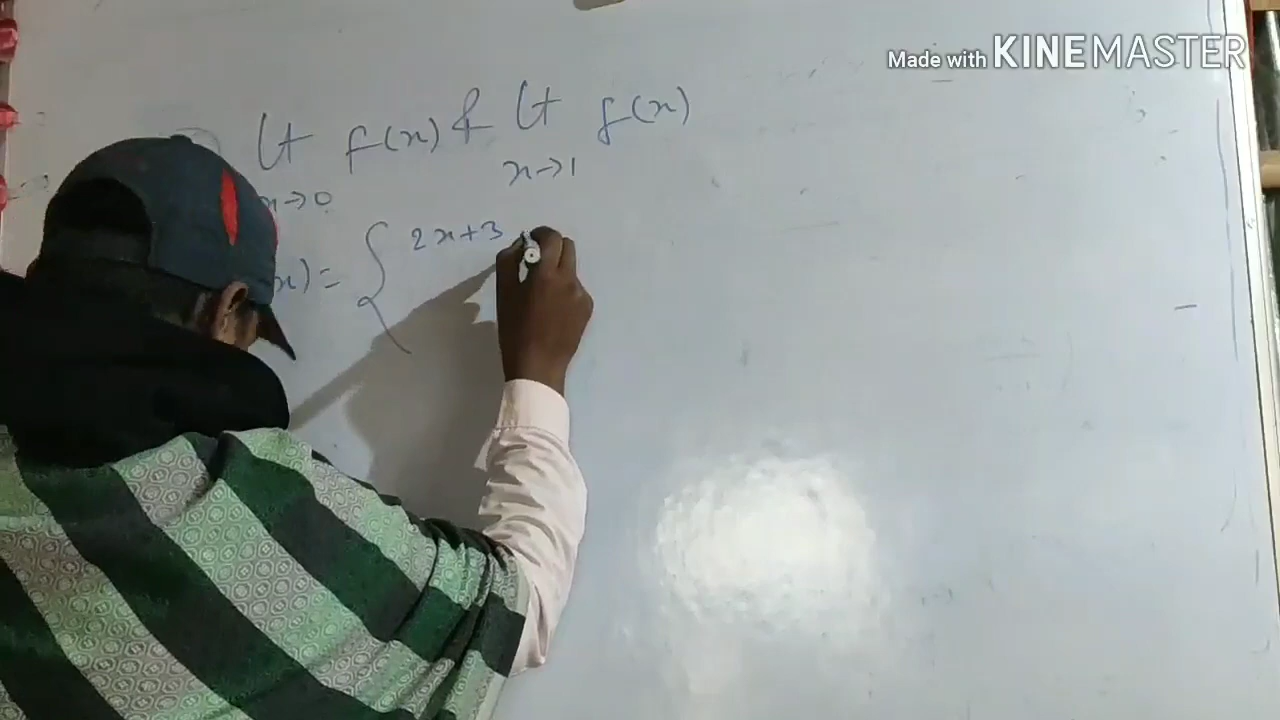 Made with KINEMASTER
Lt f(x) & Lt f(x)
x→0 x→1
x) = { 2x+3